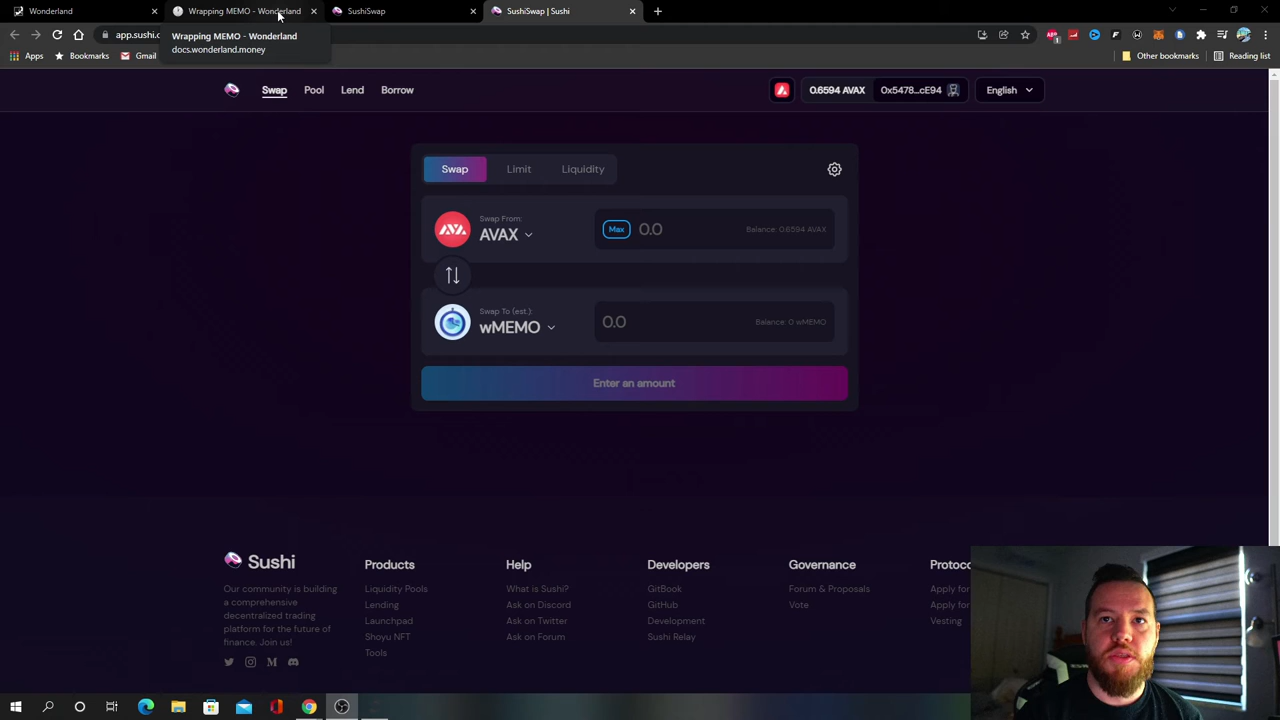 Wonderland
Wrapping MEMO - Wonderland
SushiSwap
SushiSwap | Sushi
app.sushi.c
Apps
Bookmarks
Gmail
Other bookmarks
Reading list
Wrapping MEMO - Wonderland
docs.wonderland.money
Swap
Pool
Lend
Borrow
0.6594 AVAX
0x5478...cE94
English
Swap
Limit
Liquidity
Swap From:
AVAX
Max
0.0
Balance: 0.6594 AVAX
Swap To (est.):
wMEMO
0.0
Balance: 0 wMEMO
Enter an amount
Sushi
Our community is building
a comprehensive
decentralized trading
platform for the future of
finance. Join us!
Products
Liquidity Pools
Lending
Launchpad
Shoyu NFT
Tools
Help
What is Sushi?
Ask on Discord
Ask on Twitter
Ask on Forum
Developers
GitBook
GitHub
Development
Sushi Relay
Governance
Forum & Proposals
Vote
Protoc
Apply for
Apply for
Vesting